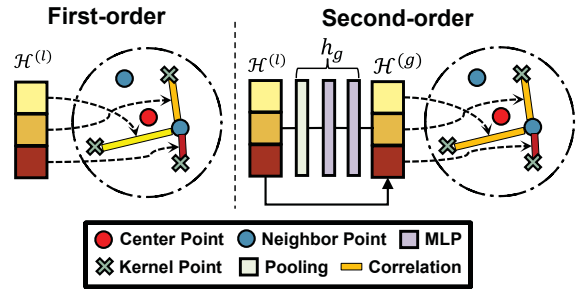 First-order
Second-order
ℋ⁽ˡ⁾
ℋ⁽ˡ⁾
h_g
ℋ⁽ᵍ⁾
Center Point Neighbor Point MLP
Kernel Point Pooling Correlation